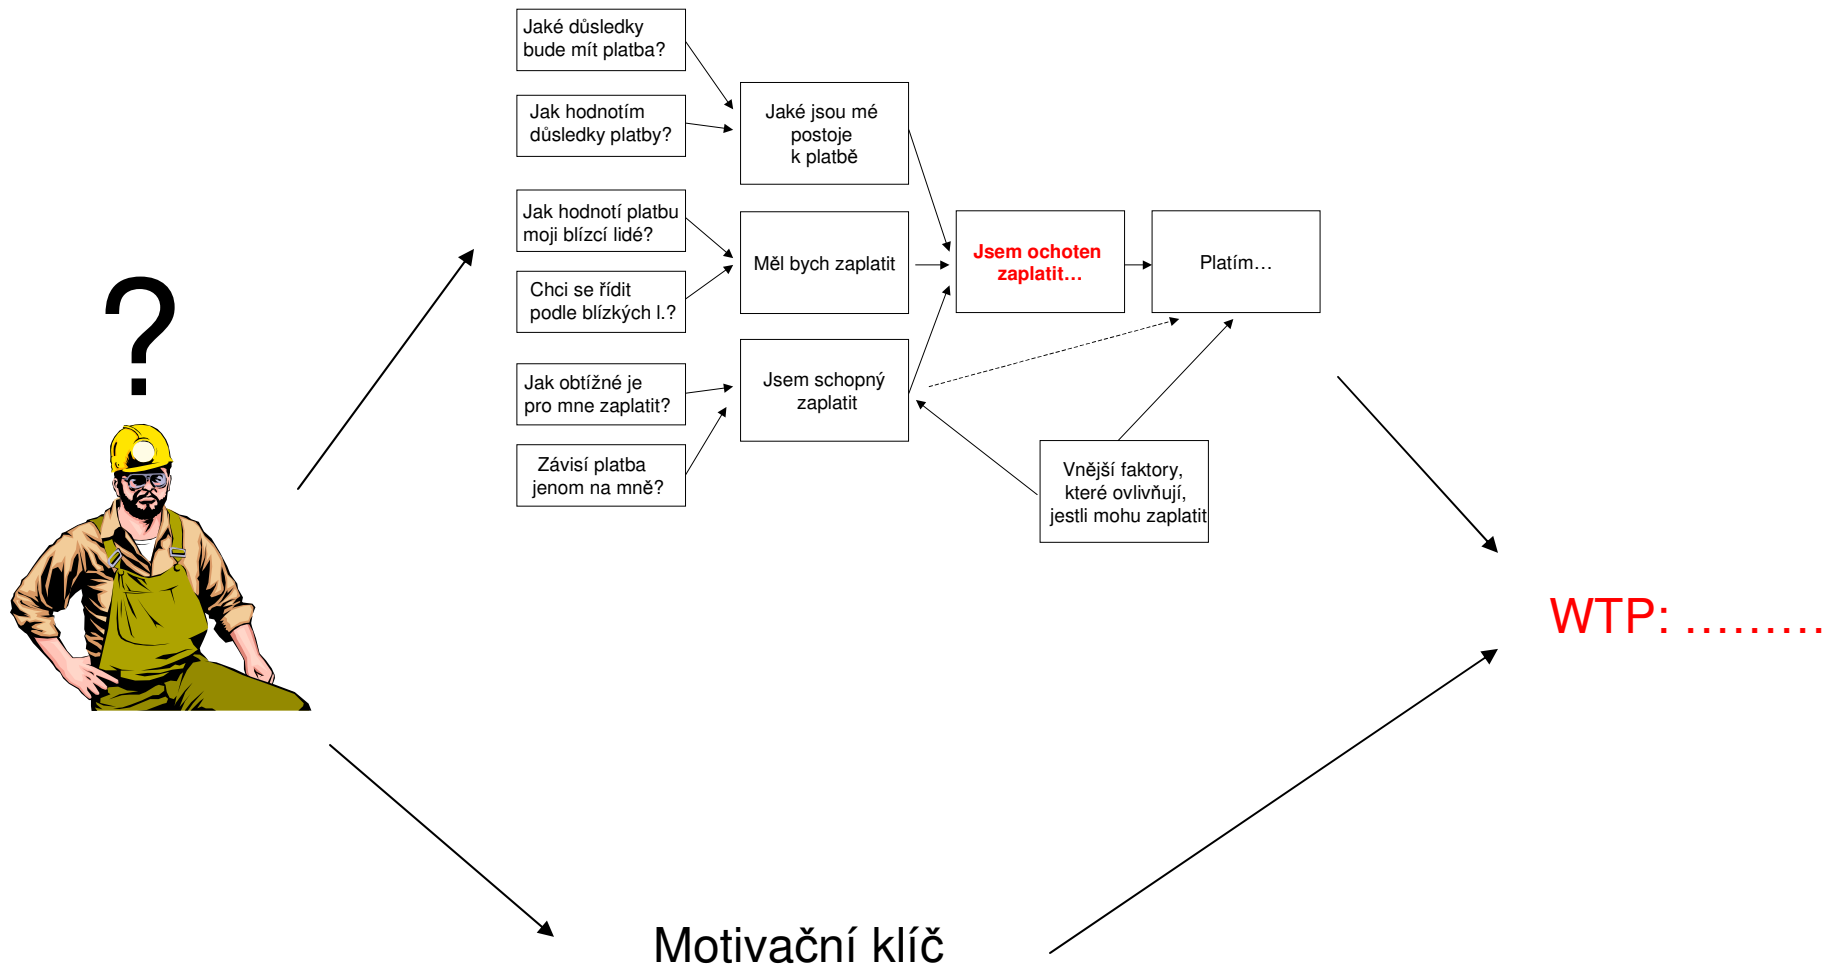 Jaké důsledky
bude mít platba?
Jak hodnotím
důsledky platby?
Jaké jsou mé
postoje
k platbě
Jak hodnotí platbu
moji blízcí lidé?
Chci se řídit
podle blízkých l.?
Měl bych zaplatit
Jsem ochoten
zaplatit…
Platím…
?
Jak obtížné je
pro mne zaplatit?
Závisí platba
jenom na mně?
Jsem schopný
zaplatit
Vnější faktory,
které ovlivňují,
jestli mohu zaplatit
WTP: ………
Motivační klíč